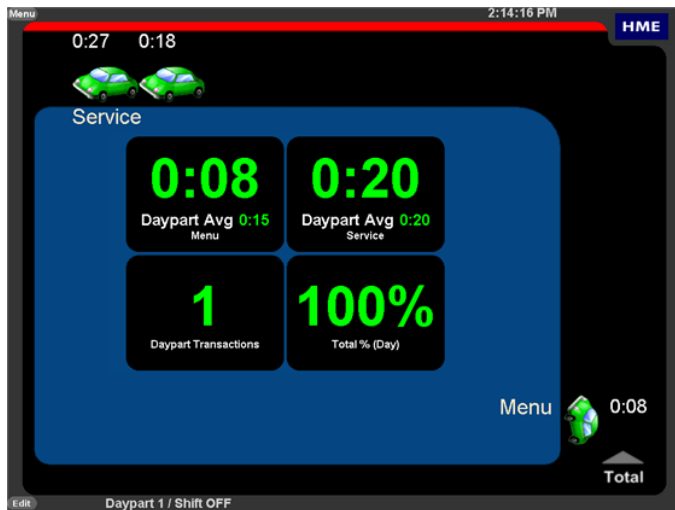 Menu
2:14:16 PM
HME
0:27 0:18
Service
0:08
Daypart Avg 0:15
Menu
0:20
Daypart Avg 0:20
Service
1
Daypart Transactions
100%
Total % (Day)
Menu 0:08
Total
Edit
Daypart 1 / Shift OFF